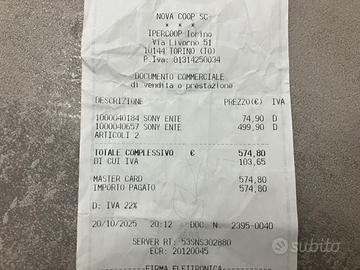 NOVA COOP SC
* * *
IPERCOOP Torino
Via Livorno 51
10144 TORINO (TO)
P.Iva: 01314250034
DOCUMENTO COMMERCIALE
di vendita o prestazione
DESCRIZIONE PREZZO(€) IVA
1000040184 SONY ENTE 74,90 D
1000040657 SONY ENTE 499,90 D
ARTICOLI 2
TOTALE COMPLESSIVO € 574,80
DI CUI IVA 103,65
MASTER CARD 574,80
IMPORTO PAGATO 574,80
D: IVA 22%
20/10/2025 20:12 DOC. N. 2395-0040
SERVER RT: 53SNS302880
ECR: 20120045
FIRMA ELETTRONICA
subito